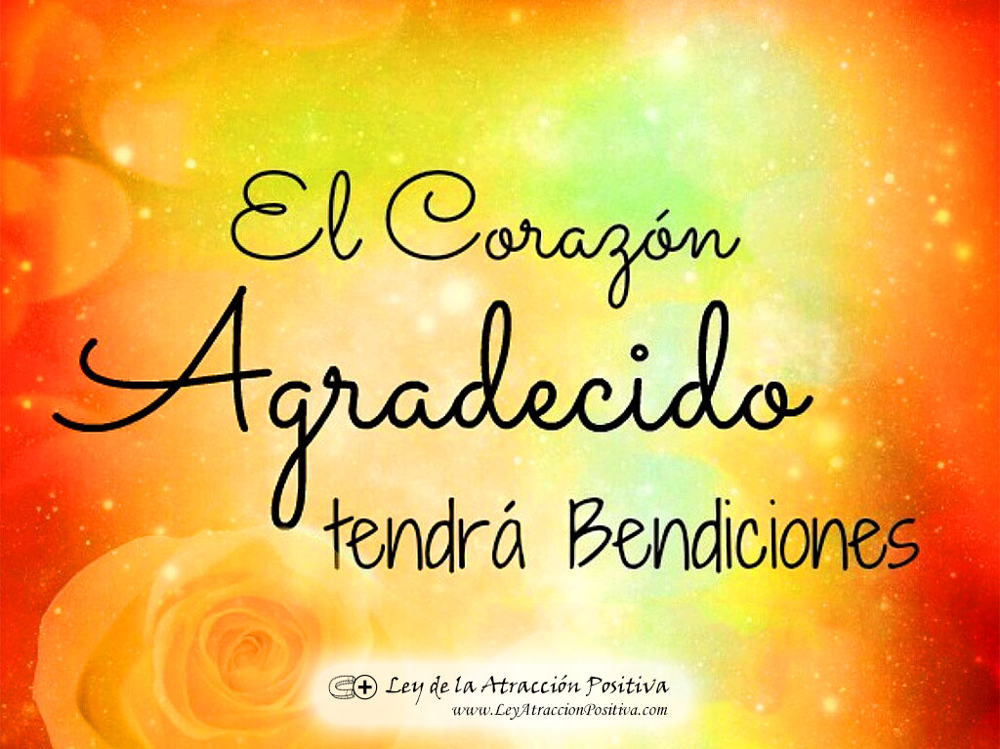 El Corazón
Agradecido
tendrá Bendiciones
Ley de la Atracción Positiva
www.LeyAtraccionPositiva.com